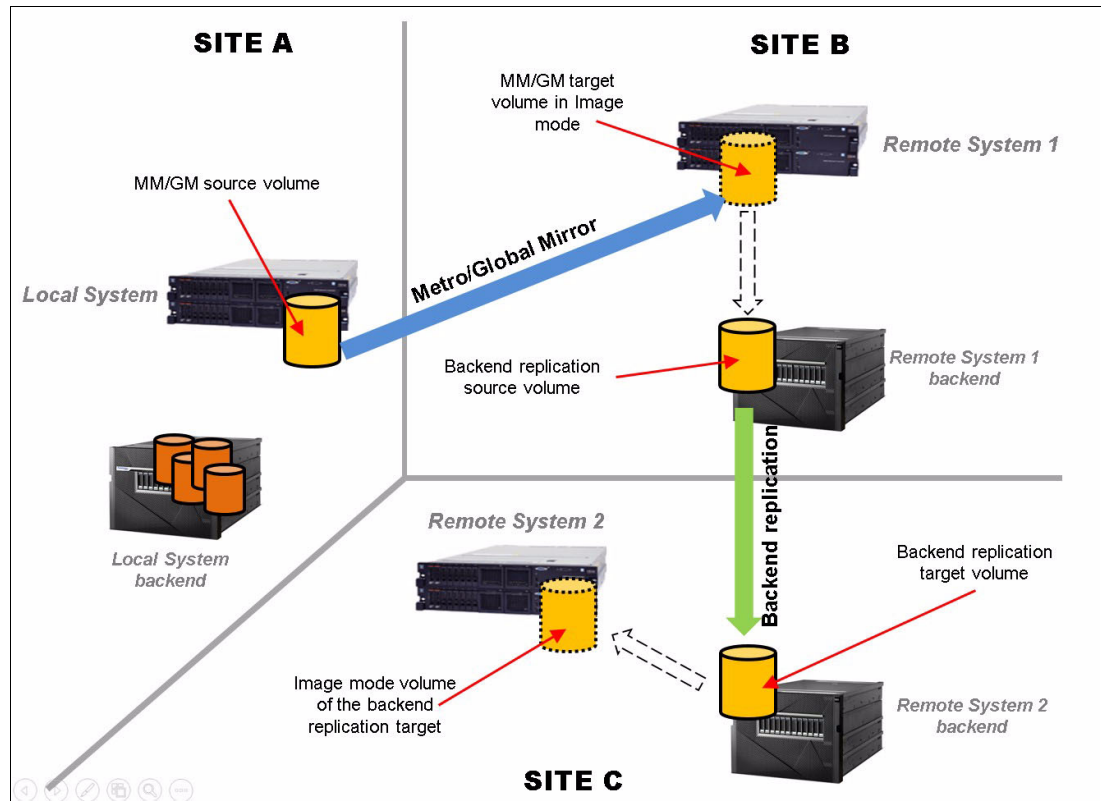 SITE A
SITE B
MM/GM target
volume in Image
mode
Remote System 1
MM/GM source volume
Metro/Global Mirror
Local System
Backend replication
source volume
Remote System 1
backend
Local System
backend
Backend replication
Remote System 2
Backend replication
target volume
Image mode volume
of the backend
replication target
Remote System 2
backend
SITE C